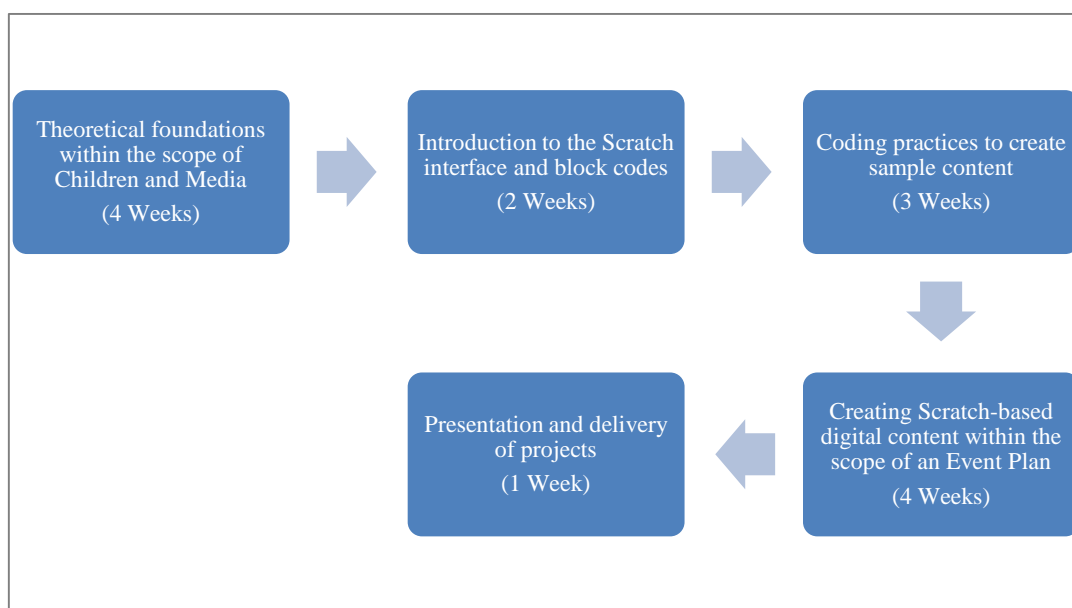 Theoretical foundations
within the scope of
Children and Media
(4 Weeks)
Introduction to the Scratch
interface and block codes
(2 Weeks)
Coding practices to create
sample content
(3 Weeks)
Creating Scratch-based
digital content within the
scope of an Event Plan
(4 Weeks)
Presentation and delivery
of projects
(1 Week)